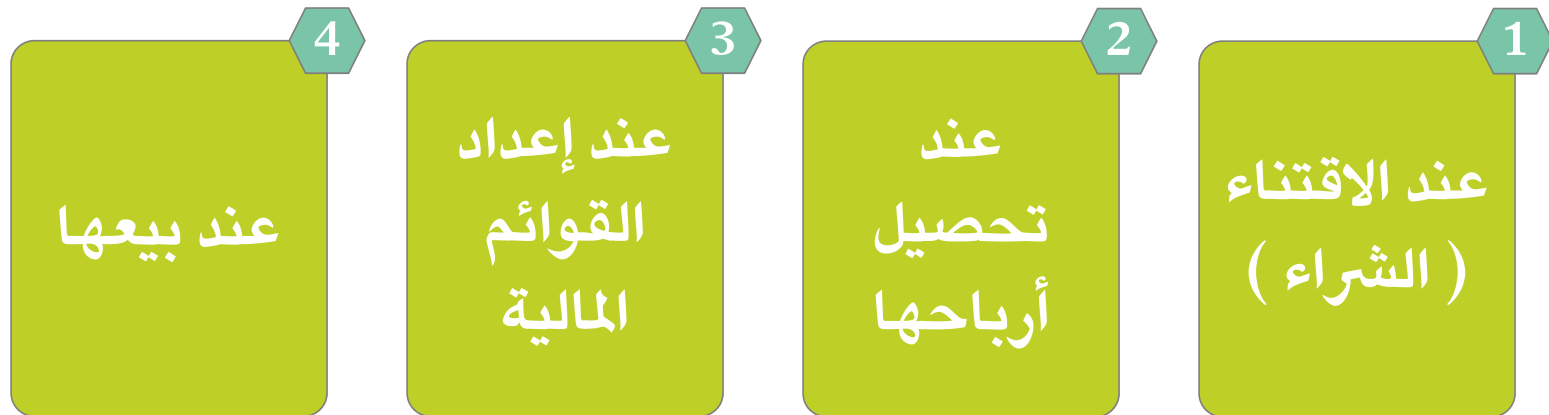 1
عند الاقتناء
( الشراء )
2
عند
تحصيل
أرباحها
3
عند إعداد
القوائم
المالية
4
عند بيعها